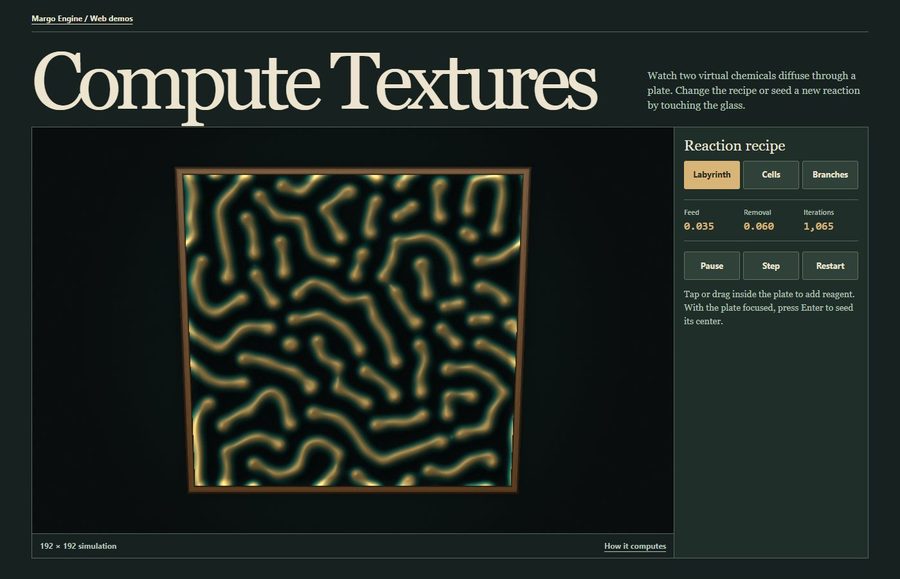 Margo Engine / Web demos
Compute Textures
Watch two virtual chemicals diffuse through a
plate. Change the recipe or seed a new reaction
by touching the glass.
Reaction recipe
Labyrinth Cells Branches
Feed Removal Iterations
0.035 0.060 1,065
Pause Step Restart
Tap or drag inside the plate to add reagent.
With the plate focused, press Enter to seed
its center.
192 × 192 simulation
How it computes